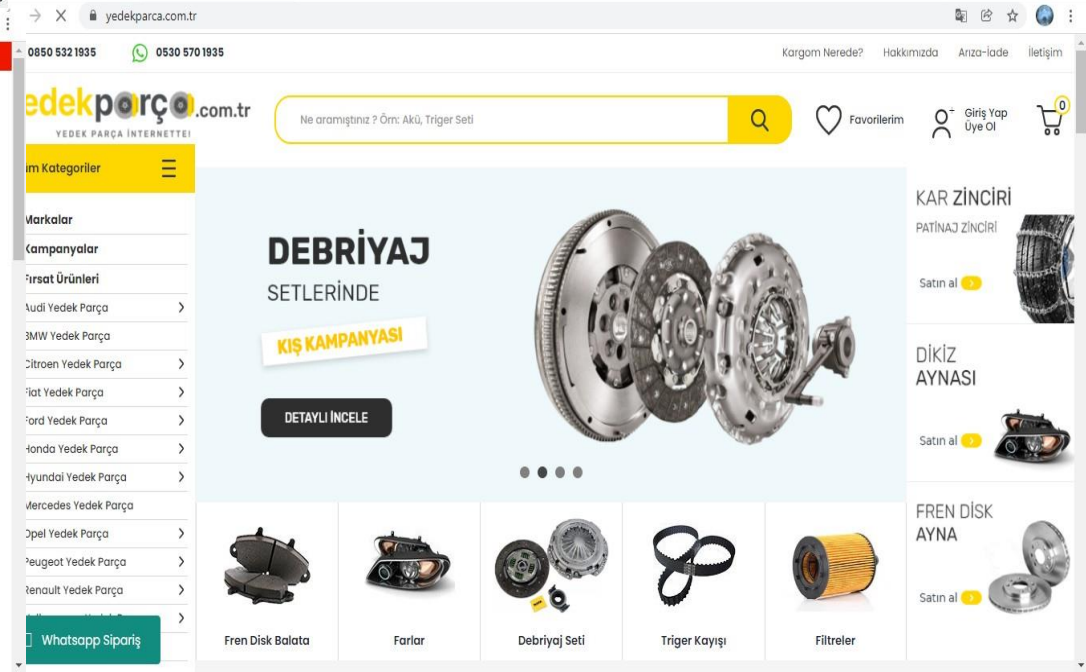 yedekparca.com.tr
0850 532 1935
0530 570 1935
Kargom Nerede?
Hakkımızda
Arıza-İade
İletişim
edekparça.com.tr
YEDEK PARÇA İNTERNETTE!
Ne aramıştınız ? Örn: Akü, Triger Seti
Favorilerim
Giriş Yap
Üye Ol
0
üm Kategoriler
Markalar
Kampanyalar
Fırsat Ürünleri
Audi Yedek Parça
BMW Yedek Parça
Citroen Yedek Parça
Fiat Yedek Parça
Ford Yedek Parça
Honda Yedek Parça
Hyundai Yedek Parça
Mercedes Yedek Parça
Opel Yedek Parça
Peugeot Yedek Parça
Renault Yedek Parça
Whatsapp Sipariş
DEBRİYAJ
SETLERİNDE
KIŞ KAMPANYASI
DETAYLI İNCELE
KAR ZİNCİRİ
PATİNAJ ZİNCİRİ
Satın al
DİKİZ
AYNASI
Satın al
FREN DİSK
AYNA
Satın al
Fren Disk Balata
Farlar
Debriyaj Seti
Triger Kayışı
Filtreler